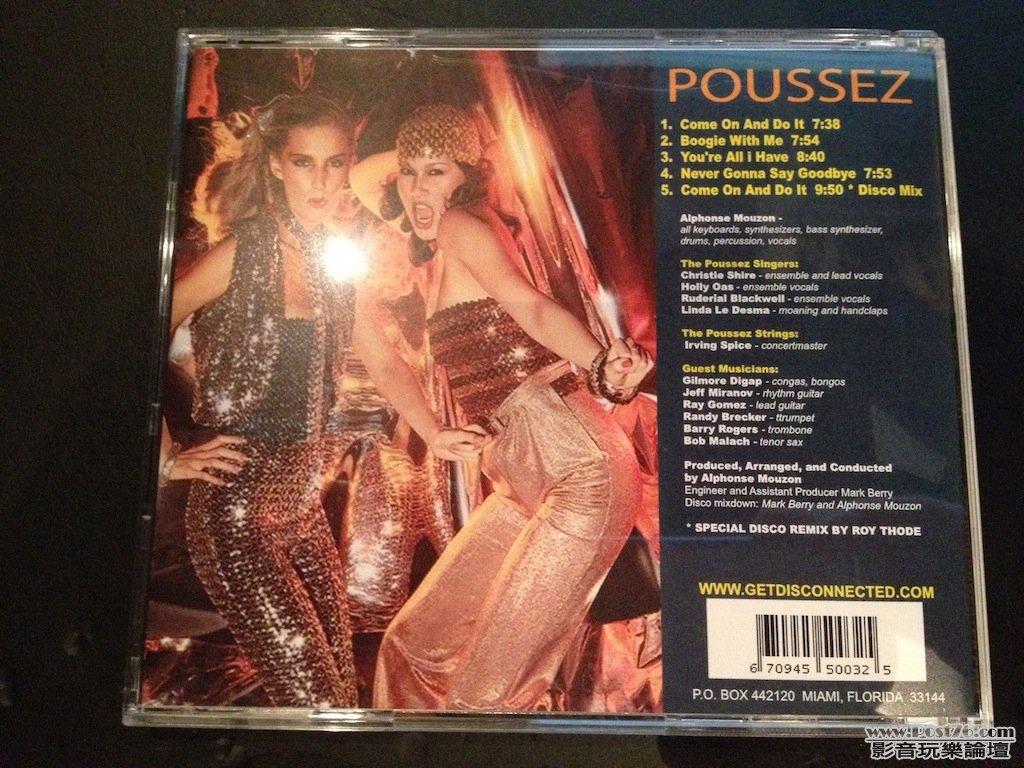 POUSSEZ
1. Come On And Do It 7:38
2. Boogie With Me 7:54
3. You're All i Have 8:40
4. Never Gonna Say Goodbye 7:53
5. Come On And Do It 9:50 * Disco Mix
Alphonse Mouzon -
all keyboards, synthesizers, bass synthesizer,
drums, percussion, vocals
The Poussez Singers:
Christie Shire - ensemble and lead vocals
Holly Oas - ensemble vocals
Ruderial Blackwell - ensemble vocals
Linda Le Desma - moaning and handclaps
The Poussez Strings:
Irving Spice - concertmaster
Guest Musicians:
Gilmore Digap - congas, bongos
Jeff Miranov - rhythm guitar
Ray Gomez - lead guitar
Randy Brecker - ttrumpet
Barry Rogers - trombone
Bob Malach - tenor sax
Produced, Arranged, and Conducted
by Alphonse Mouzon
Engineer and Assistant Producer Mark Berry
Disco mixdown: Mark Berry and Alphonse Mouzon
* SPECIAL DISCO REMIX BY ROY THODE
WWW.GETDISCONNECTED.COM
6 70945 50032 5
P.O. BOX 442120 MIAMI, FLORIDA 33144
www.Post76.com
影音玩樂論壇